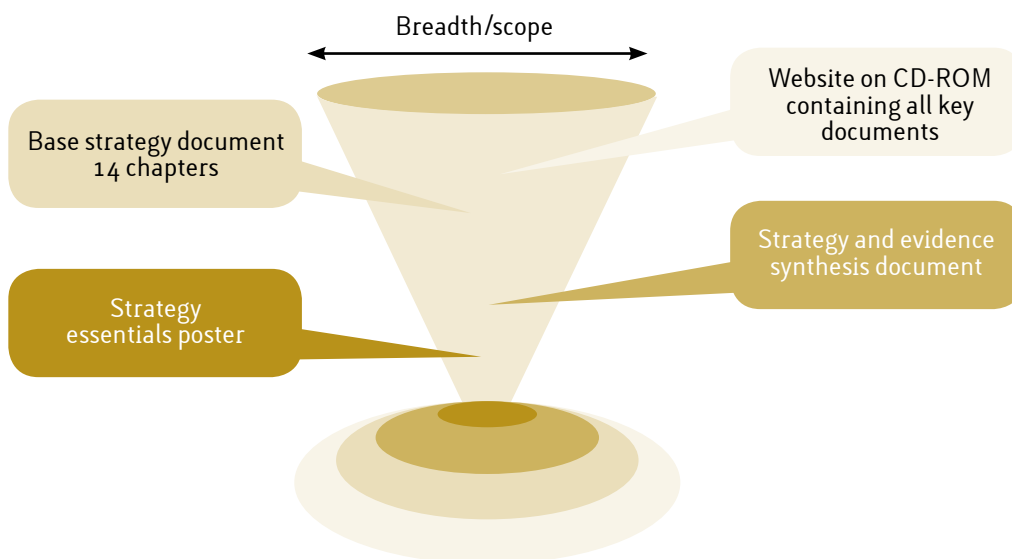 Breadth/scope
Website on CD-ROM
containing all key
documents
Base strategy document
14 chapters
Strategy and evidence
synthesis document
Strategy
essentials poster